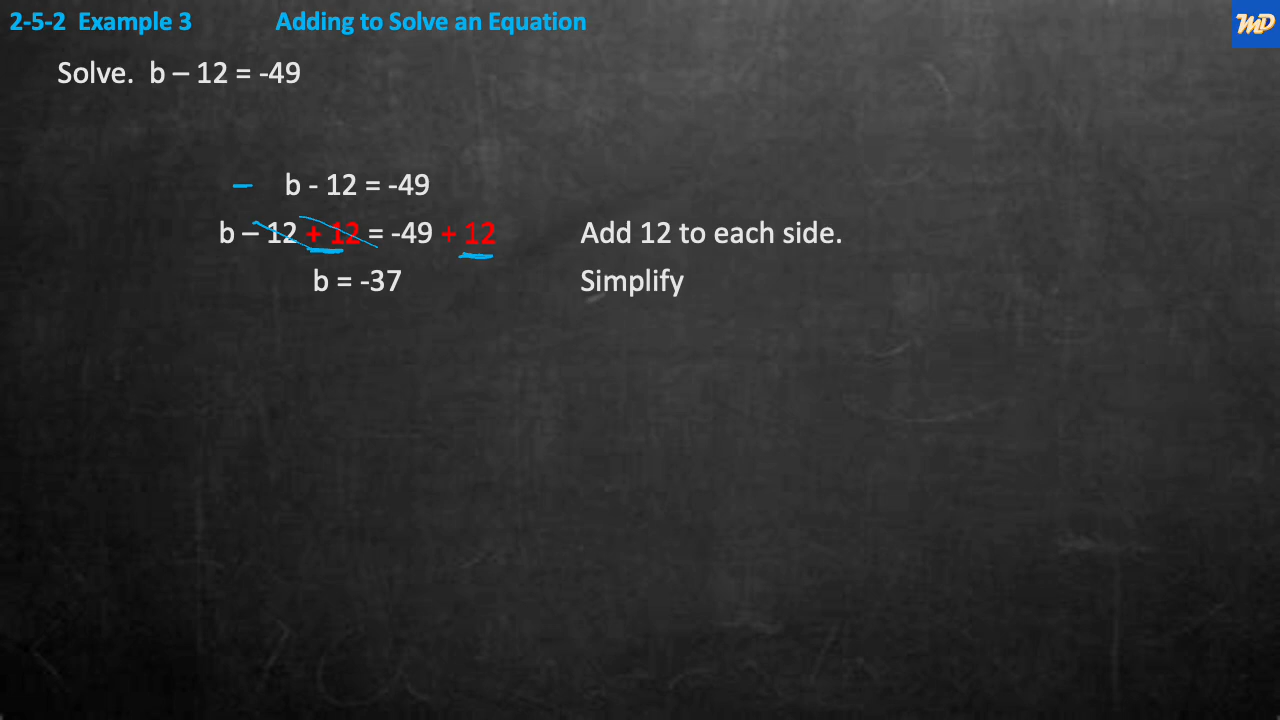 2-5-2 Example 3 Adding to Solve an Equation
MD
Solve. b – 12 = -49
b - 12 = -49
b – 12 + 12 = -49 + 12 Add 12 to each side.
b = -37 Simplify